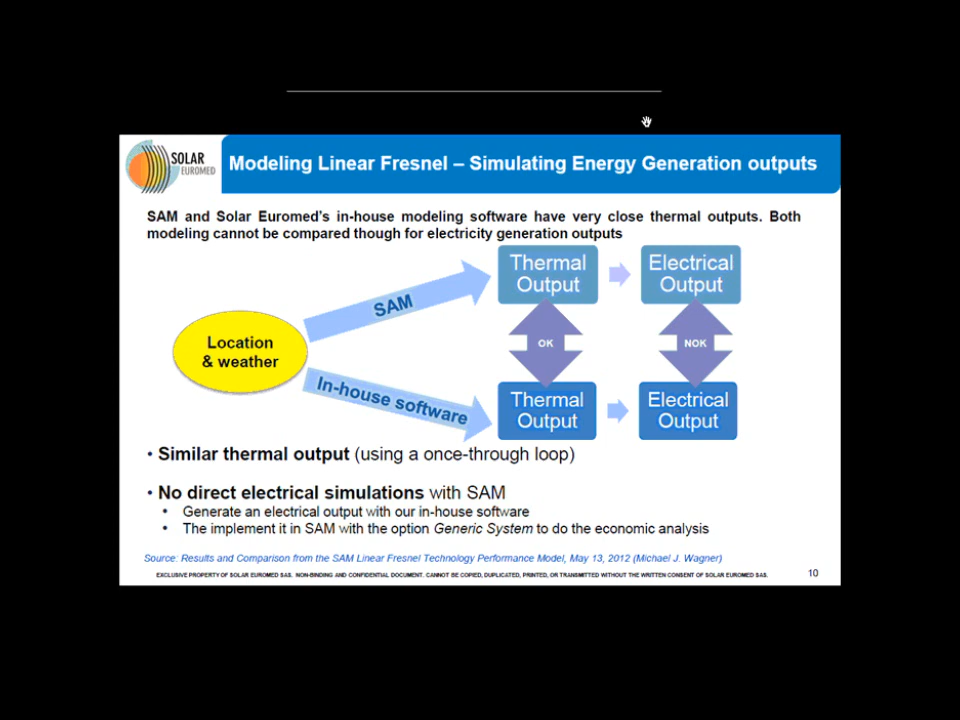 SOLAR
EUROMED
Modeling Linear Fresnel – Simulating Energy Generation outputs
SAM and Solar Euromed's in-house modeling software have very close thermal outputs. Both
modeling cannot be compared though for electricity generation outputs
Thermal
Output
Electrical
Output
SAM
Location
& weather
OK
NOK
In-house software
Thermal
Output
Electrical
Output
• Similar thermal output (using a once-through loop)
• No direct electrical simulations with SAM
• Generate an electrical output with our in-house software
• The implement it in SAM with the option Generic System to do the economic analysis
Source: Results and Comparison from the SAM Linear Fresnel Technology Performance Model, May 13, 2012 (Michael J. Wagner)
EXCLUSIVE PROPERTY OF SOLAR EUROMED SAS. NON-BINDING AND CONFIDENTIAL DOCUMENT. CANNOT BE COPIED, DUPLICATED, PRINTED, OR TRANSMITTED WITHOUT THE WRITTEN CONSENT OF SOLAR EUROMED SAS.
10